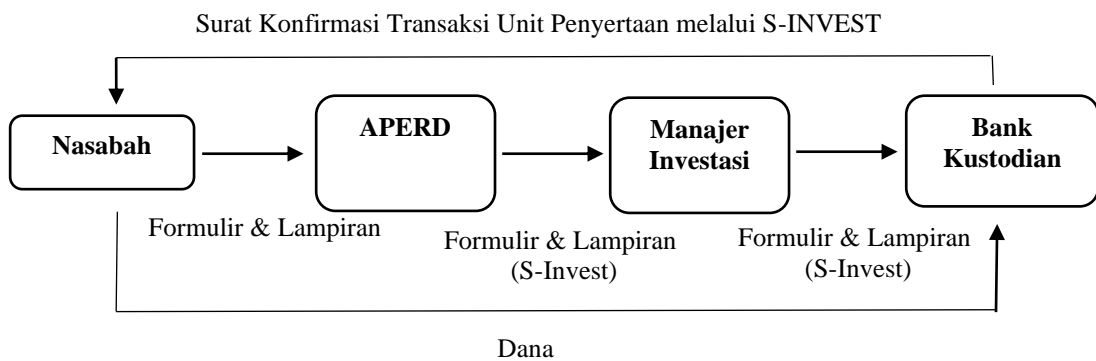 Surat Konfirmasi Transaksi Unit Penyertaan melalui S-INVEST
Nasabah
APERD
Manajer
Investasi
Bank
Kustodian
Formulir & Lampiran
Formulir & Lampiran
(S-Invest)
Formulir & Lampiran
(S-Invest)
Dana